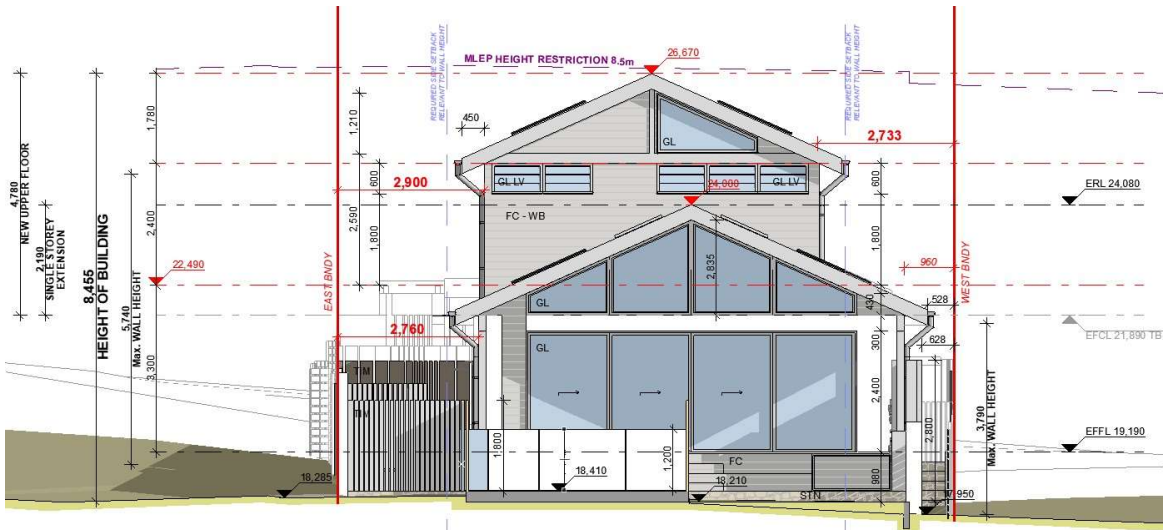 REQUIRED SIDE SETBACK
RELEVANT TO WALL HEIGHT
REQUIRED SIDE SETBACK
RELEVANT TO WALL HEIGHT
MLEP HEIGHT RESTRICTION 8.5m
26,670
1,780
1,210
450
GL
2,733
4,780
NEW UPPER FLOOR
600
2,900
GL LV
GL LV
600
24,080
ERL 24,080
2,400
2,190
SINGLE STOREY
EXTENSION
FC - WB
2,590
1,800
1,800
8,455
HEIGHT OF BUILDING
5,740
Max. WALL HEIGHT
22,490
EAST BNDY
2,835
960
WEST BNDY
GL
430
528
2,760
GL
300
628
EFCL 21,890 TB
3,300
TIM
TIM
2,400
2,800
3,790
Max. WALL HEIGHT
EFFL 19,190
1,800
1,200
FC
980
18,285
18,410
18,210
STN